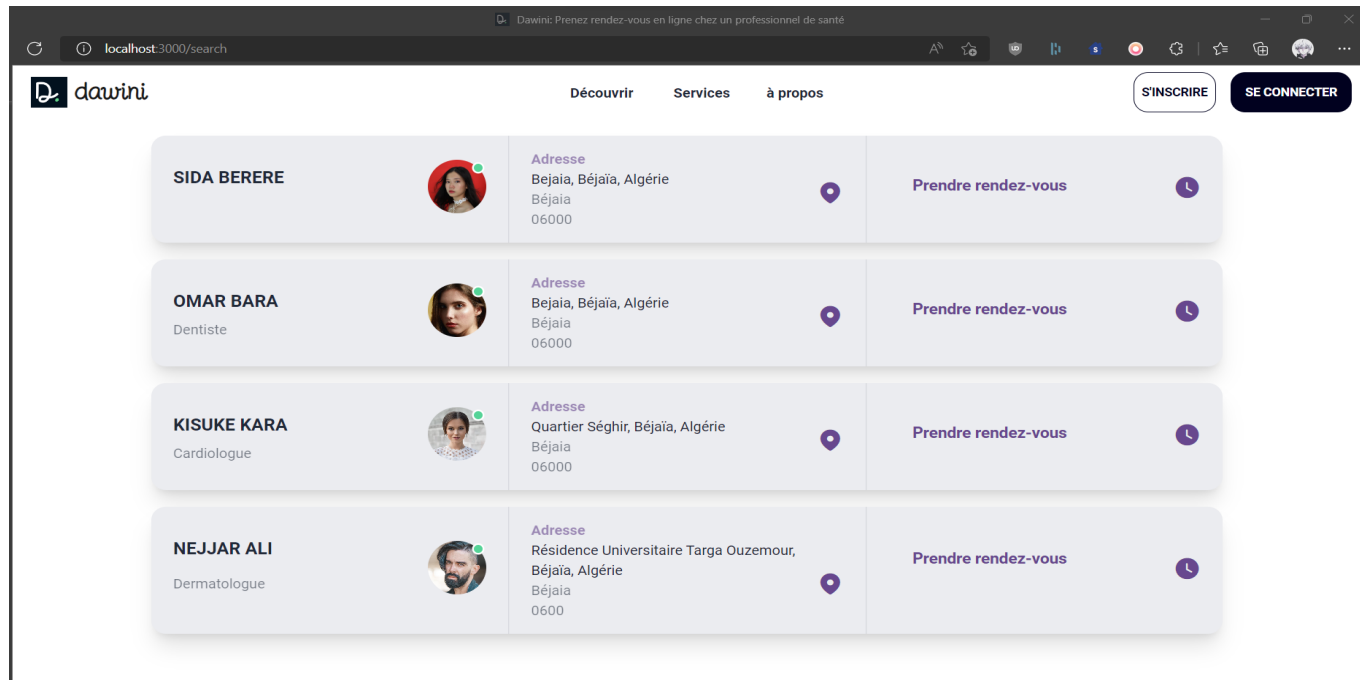 Dawini: Prenez rendez-vous en ligne chez un professionnel de santé
localhost:3000/search
D. dawini
Découvrir Services à propos
S'INSCRIRE SE CONNECTER
SIDA BERERE
Adresse
Bejaia, Béjaïa, Algérie
Béjaia
06000
Prendre rendez-vous
OMAR BARA
Dentiste
Adresse
Bejaia, Béjaïa, Algérie
Béjaia
06000
Prendre rendez-vous
KISUKE KARA
Cardiologue
Adresse
Quartier Séghir, Béjaïa, Algérie
Béjaia
06000
Prendre rendez-vous
NEJJAR ALI
Dermatologue
Adresse
Résidence Universitaire Targa Ouzemour,
Béjaïa, Algérie
Béjaia
0600
Prendre rendez-vous